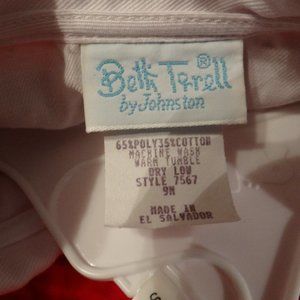 Beth Terrell®
by Johnston
65%POLY35%COTTON
MACHINE WASH
WARM TUMBLE
DRY LOW
STYLE 7567
9M
MADE IN
EL SALVADOR